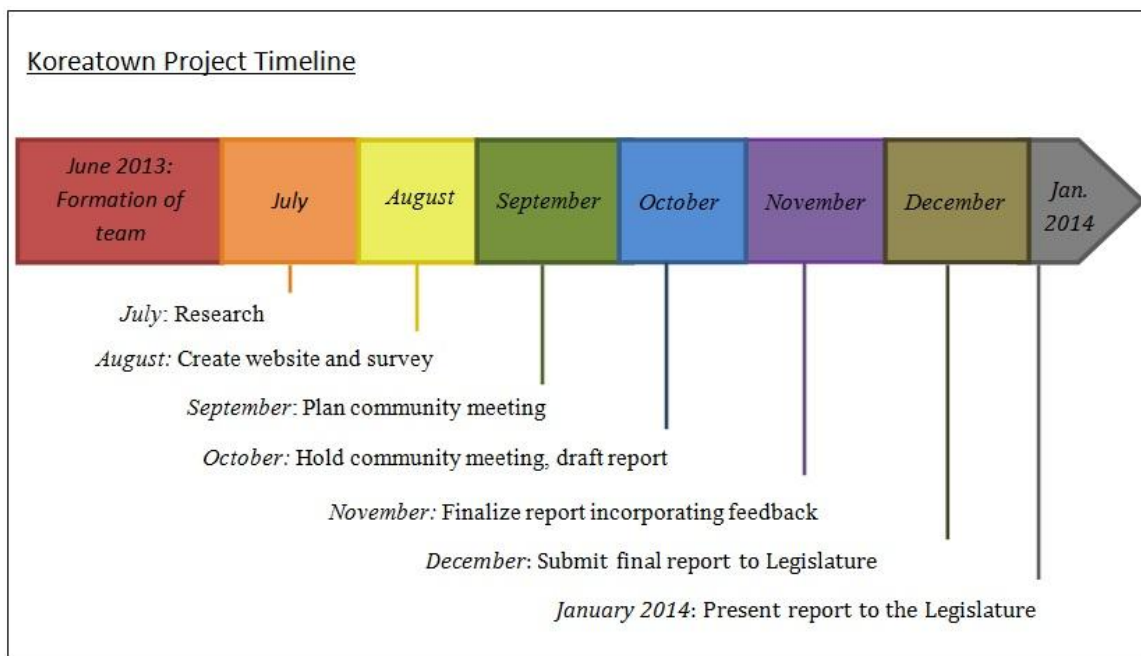 Koreatown Project Timeline
June 2013:
Formation of
team
July
August
September
October
November
December
Jan.
2014
July: Research
August: Create website and survey
September: Plan community meeting
October: Hold community meeting, draft report
November: Finalize report incorporating feedback
December: Submit final report to Legislature
January 2014: Present report to the Legislature